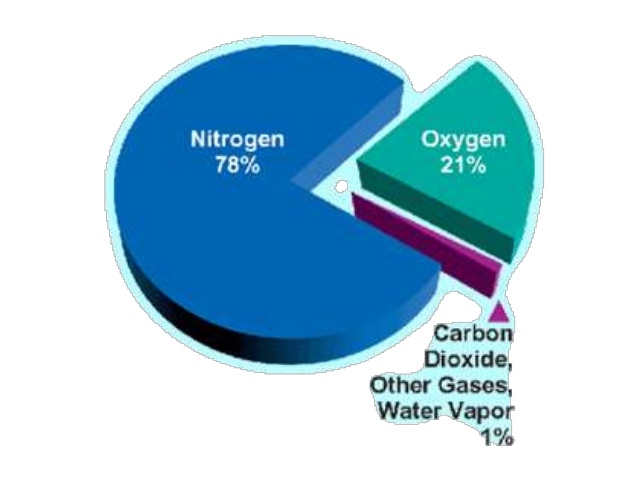 Nitrogen
78%
Oxygen
21%
Carbon
Dioxide,
Other Gases,
Water Vapor
1%